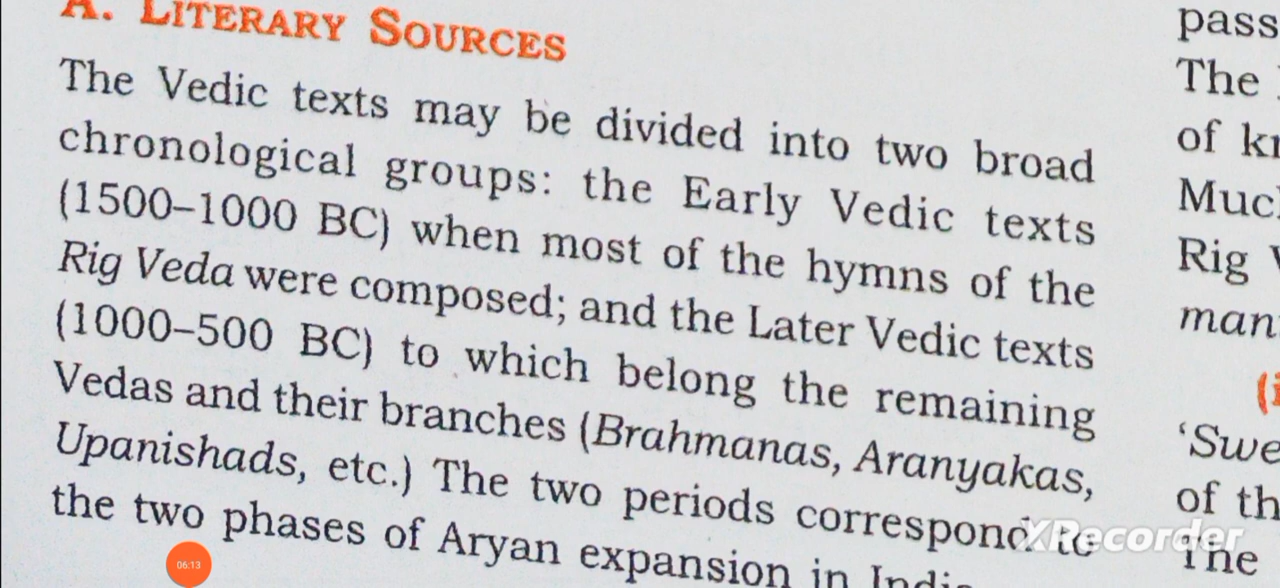 A. LITERARY SOURCES
The Vedic texts may be divided into two broad
chronological groups: the Early Vedic texts
(1500–1000 BC) when most of the hymns of the
Rig Veda were composed; and the Later Vedic texts
(1000–500 BC) to which belong the remaining
Vedas and their branches (Brahmanas, Aranyakas,
Upanishads, etc.) The two periods correspond to
the two phases of Aryan expansion in India
pass
The
of
Rig
'Swe
of th
The
XRecorder
06:13